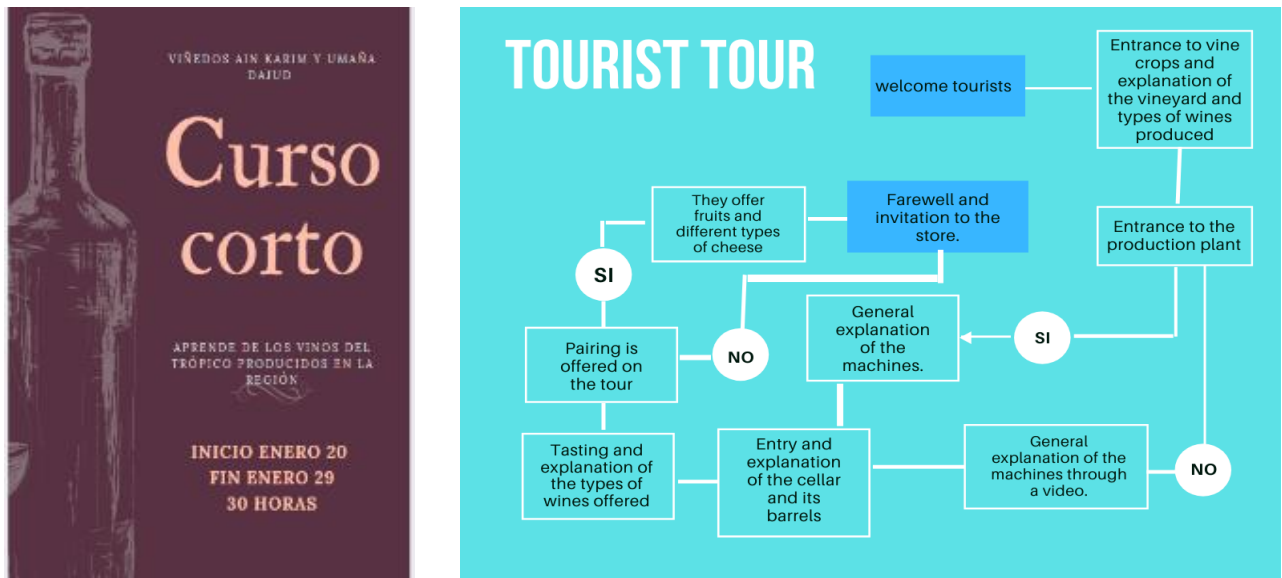 VIÑEDOS AIN KARIM Y UMAÑA
DAJUD
Curso
corto
APRENDE DE LOS VINOS DEL
TRÓPICO PRODUCIDOS EN LA
REGIÓN
INICIO ENERO 20
FIN ENERO 29
30 HORAS
TOURIST TOUR
welcome tourists
Entrance to vine
crops and
explanation of
the vineyard and
types of wines
produced
Entrance to the
production plant
SI
General
explanation
of the
machines.
NO
General
explanation of the
machines through
a video.
Entry and
explanation
of the cellar
and its
barrels
Tasting and
explanation of
the types of
wines offered
Pairing is
offered on
the tour
SI
They offer
fruits and
different types
of cheese
NO
Farewell and
invitation to the
store.